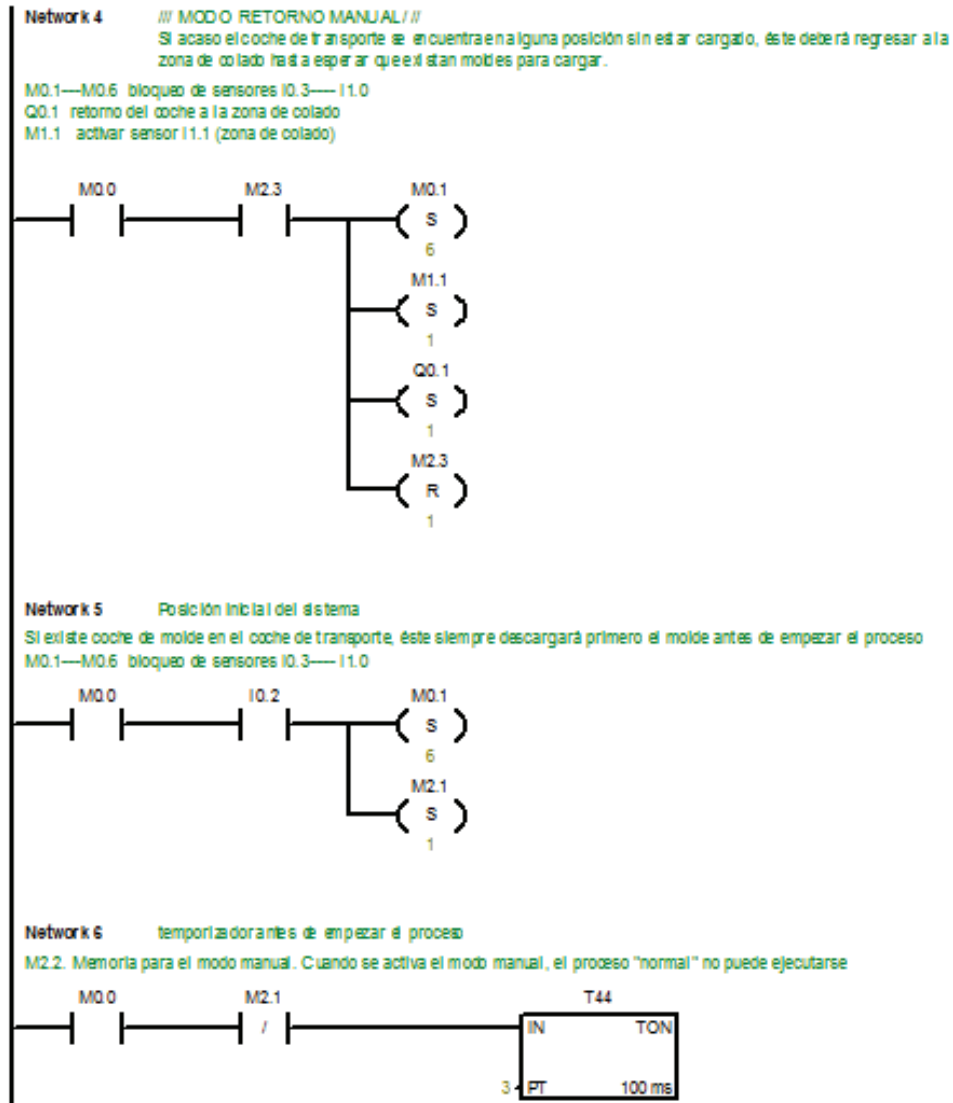 Network 4 /// MODO RETORNO MANUAL///
Si acaso el coche de transporte se encuentra en alguna posición sin estar cargado, éste deberá regresar a la
zona de colado hasta esperar que existan moldes para cargar.
M0.1----M0.6 bloqueo de sensores I0.3---- I1.0
Q0.1 retorno del coche a la zona de colado
M1.1 activar sensor I1.1 (zona de colado)
M0.0 M2.3 M0.1
S
6
M1.1
S
1
Q0.1
S
1
M2.3
R
1
Network 5 Posición inicial del sistema
Si existe coche de molde en el coche de transporte, éste siempre descargará primero el molde antes de empezar el proceso
M0.1----M0.6 bloqueo de sensores I0.3---- I1.0
M0.0 I0.2 M0.1
S
6
M2.1
S
1
Network 6 temporizador antes de empezar el proceso
M2.2. Memoria para el modo manual. Cuando se activa el modo manual, el proceso "normal" no puede ejecutarse
M0.0 M2.1 T44
/ IN TON
3 PT 100 ms